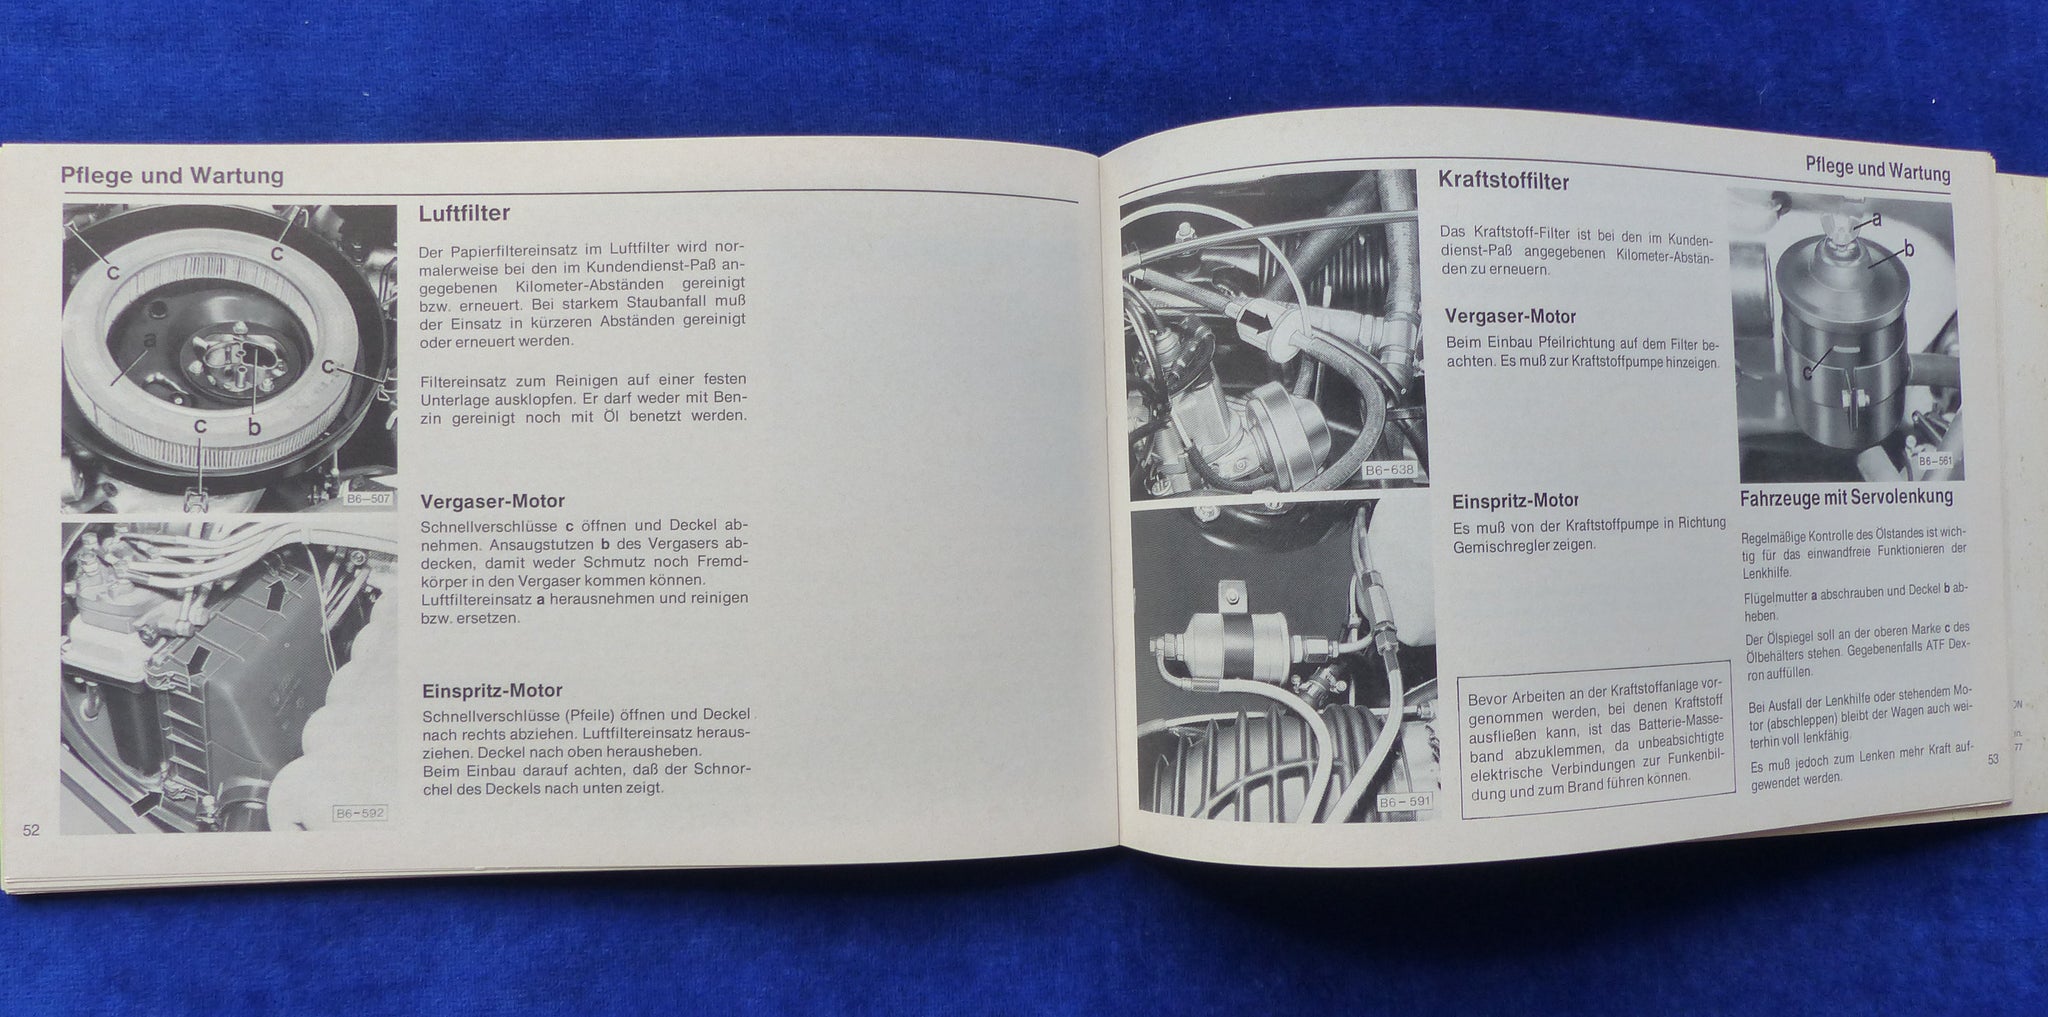 Pflege und Wartung
c
c
a
c
c
b
B6-507
B6-592
Luftfilter
Der Papierfiltereinsatz im Luftfilter wird nor-
malerweise bei den im Kundendienst-Paß an-
gegebenen Kilometer-Abständen gereinigt
bzw. erneuert. Bei starkem Staubanfall muß
der Einsatz in kürzeren Abständen gereinigt
oder erneuert werden.
Filtereinsatz zum Reinigen auf einer festen
Unterlage ausklopfen. Er darf weder mit Ben-
zin gereinigt noch mit Öl benetzt werden.
Vergaser-Motor
Schnellverschlüsse c öffnen und Deckel ab-
nehmen. Ansaugstutzen b des Vergasers ab-
decken, damit weder Schmutz noch Fremd-
körper in den Vergaser kommen können.
Luftfiltereinsatz a herausnehmen und reinigen
bzw. ersetzen.
Einspritz-Motor
Schnellverschlüsse (Pfeile) öffnen und Deckel
nach rechts abziehen. Luftfiltereinsatz heraus-
ziehen. Deckel nach oben herausheben.
Beim Einbau darauf achten, daß der Schnor-
chel des Deckels nach unten zeigt.
52
Pflege und Wartung
B6-638
B6-591
Kraftstoffilter
Das Kraftstoff-Filter ist bei den im Kunden-
dienst-Paß angegebenen Kilometer-Abstän-
den zu erneuern.
Vergaser-Motor
Beim Einbau Pfeilrichtung auf dem Filter be-
achten. Es muß zur Kraftstoffpumpe hinzeigen.
Einspritz-Motor
Es muß von der Kraftstoffpumpe in Richtung
Gemischregler zeigen.
Bevor Arbeiten an der Kraftstoffanlage vor-
genommen werden, bei denen Kraftstoff
ausfließen kann, ist das Batterie-Masse-
band abzuklemmen, da unbeabsichtigte
elektrische Verbindungen zur Funkenbil-
dung und zum Brand führen können.
a
b
c
B6-561
Fahrzeuge mit Servolenkung
Regelmäßige Kontrolle des Ölstandes ist wich-
tig für das einwandfreie Funktionieren der
Lenkhilfe.
Flügelmutter a abschrauben und Deckel b ab-
heben.
Der Ölspiegel soll an der oberen Marke c des
Ölbehälters stehen. Gegebenenfalls ATF Dex-
ron auffüllen.
Bei Ausfall der Lenkhilfe oder stehendem Mo-
tor (abschleppen) bleibt der Wagen auch wei-
terhin voll lenkfähig.
Es muß jedoch zum Lenken mehr Kraft auf-
gewendet werden.
53
77